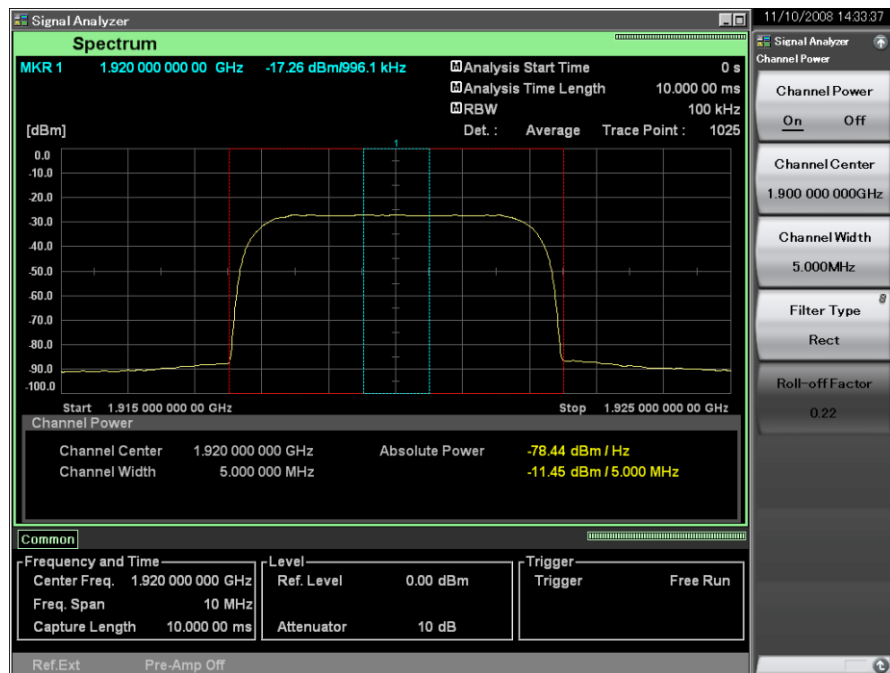 Signal Analyzer
11/10/2008 14:33:37
Spectrum
MKR 1 1.920 000 000 00 GHz -17.26 dBm/996.1 kHz
M Analysis Start Time 0 s
M Analysis Time Length 10.000 00 ms
M RBW 100 kHz
[dBm] Det. : Average Trace Point : 1025
1
0.0
-10.0
-20.0
-30.0
-40.0
-50.0
-60.0
-70.0
-80.0
-90.0
-100.0
Start 1.915 000 000 00 GHz Stop 1.925 000 000 00 GHz
Channel Power
Channel Center 1.920 000 000 GHz Absolute Power -78.44 dBm / Hz
Channel Width 5.000 000 MHz -11.45 dBm / 5.000 MHz
Common
Frequency and Time
Center Freq. 1.920 000 000 GHz
Freq. Span 10 MHz
Capture Length 10.000 00 ms
Level
Ref. Level 0.00 dBm
Attenuator 10 dB
Trigger
Trigger Free Run
Ref.Ext Pre-Amp Off
Signal Analyzer
Channel Power
Channel Power
On Off
Channel Center
1.900 000 000GHz
Channel Width
5.000MHz
8
Filter Type
Rect
Roll-off Factor
0.22